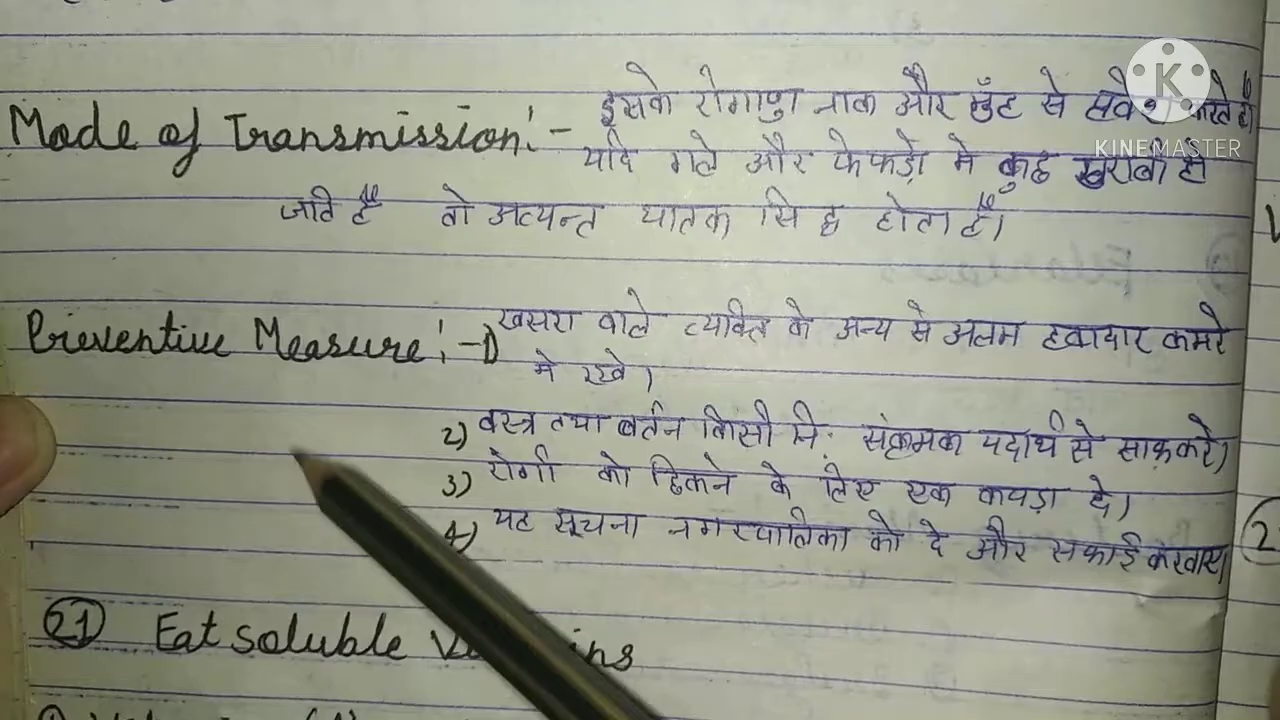 इसके रोगाणु नाक और मुँह से प्रवेश करते है।
Mode of Transmission:-
यदि गले और फेफड़ो मे कुछ खराबी हो
जाते है तो अत्यन्त घातक सिद्ध होता है।
Preventive Measure:- 1) खसरा वाले व्यक्ति को अन्य से अलग हवादार कमरे
मे रखे।
2) वस्त्र तथा बर्तन किसी नि: संक्रामक पदार्थ से साफ़ करे।
3) रोगी को छिकने के लिए एक कपड़ा दे।
4) यह सूचना नगरपालिका को दे और सफाई करवाए।
21 Fat soluble
K
KINEMASTER
2